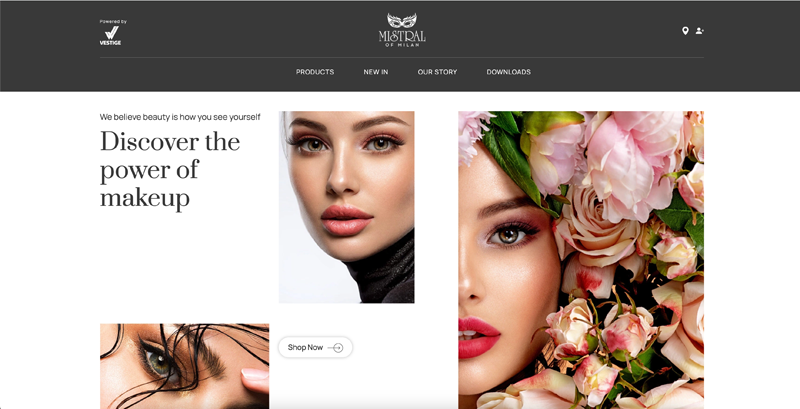 Powered by
VESTIGE
MISTRAL
OF MILAN
PRODUCTS NEW IN OUR STORY DOWNLOADS
We believe beauty is how you see yourself
Discover the
power of
makeup
Shop Now